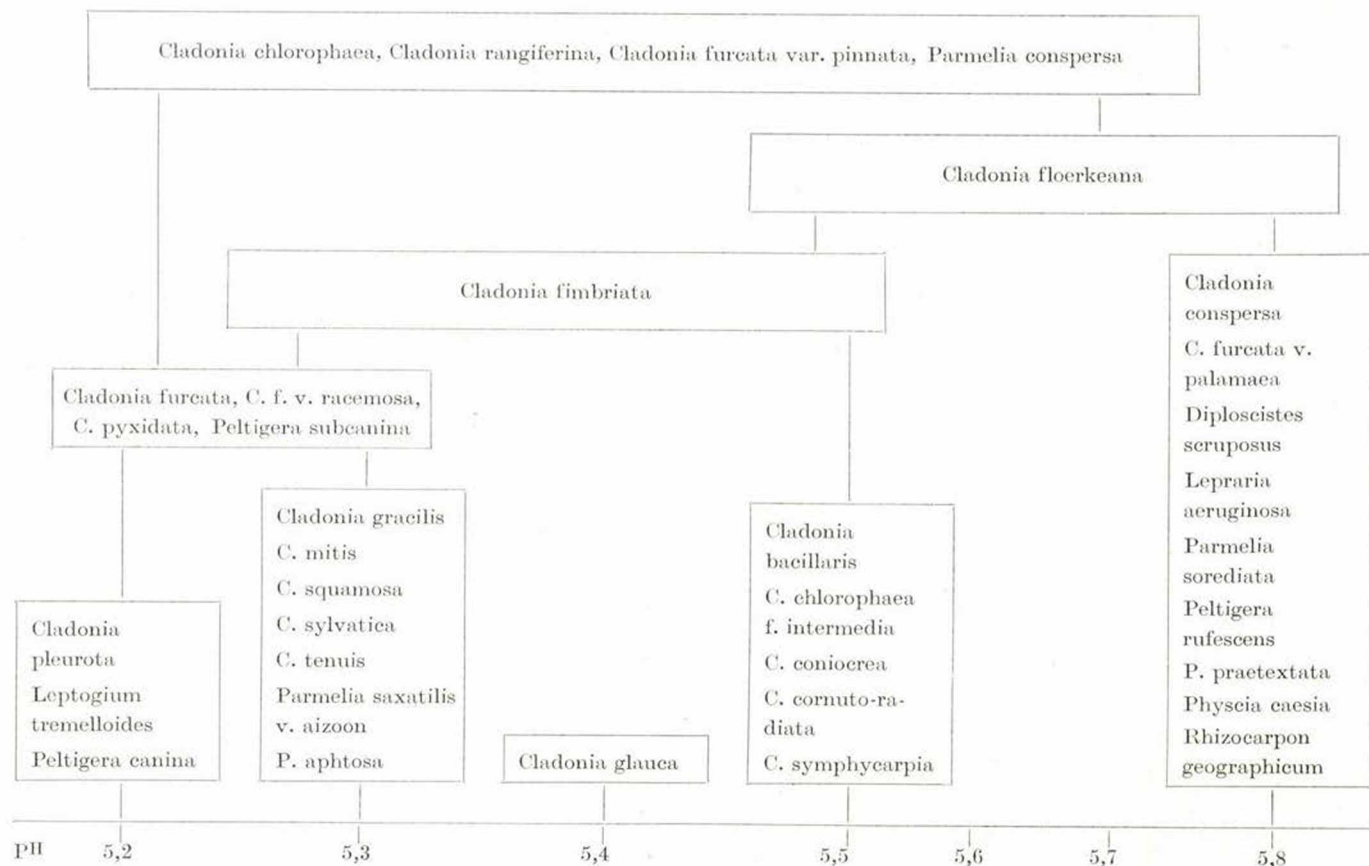 Cladonia chlorophaea, Cladonia rangiferina, Cladonia furcata var. pinnata, Parmelia conspersa
Cladonia floerkeana
Cladonia fimbriata
Cladonia furcata, C. f. v. racemosa,
C. pyxidata, Peltigera subcanina
Cladonia
pleurota
Leptogium
tremelloides
Peltigera canina
Cladonia gracilis
C. mitis
C. squamosa
C. sylvatica
C. tenuis
Parmelia saxatilis
v. aizoon
P. aphtosa
Cladonia glauca
Cladonia
bacillaris
C. chlorophaea
f. intermedia
C. coniocrea
C. cornuto-ra-
diata
C. symphycarpia
Cladonia
conspersa
C. furcata v.
palamaea
Diploscistes
scruposus
Lepraria
aeruginosa
Parmelia
sorediata
Peltigera
rufescens
P. praetextata
Physcia caesia
Rhizocarpon
geographicum
PH 5,2 5,3 5,4 5,5 5,6 5,7 5,8